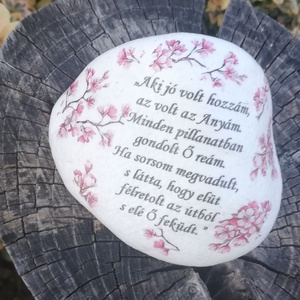 „Aki jó volt hozzám,
az volt az Anyám.
Minden pillanatban
gondolt Ő reám.
Ha sorsom megvadult,
s látta, hogy elüt
félretolt az útból
s elé Ő feküdt.”